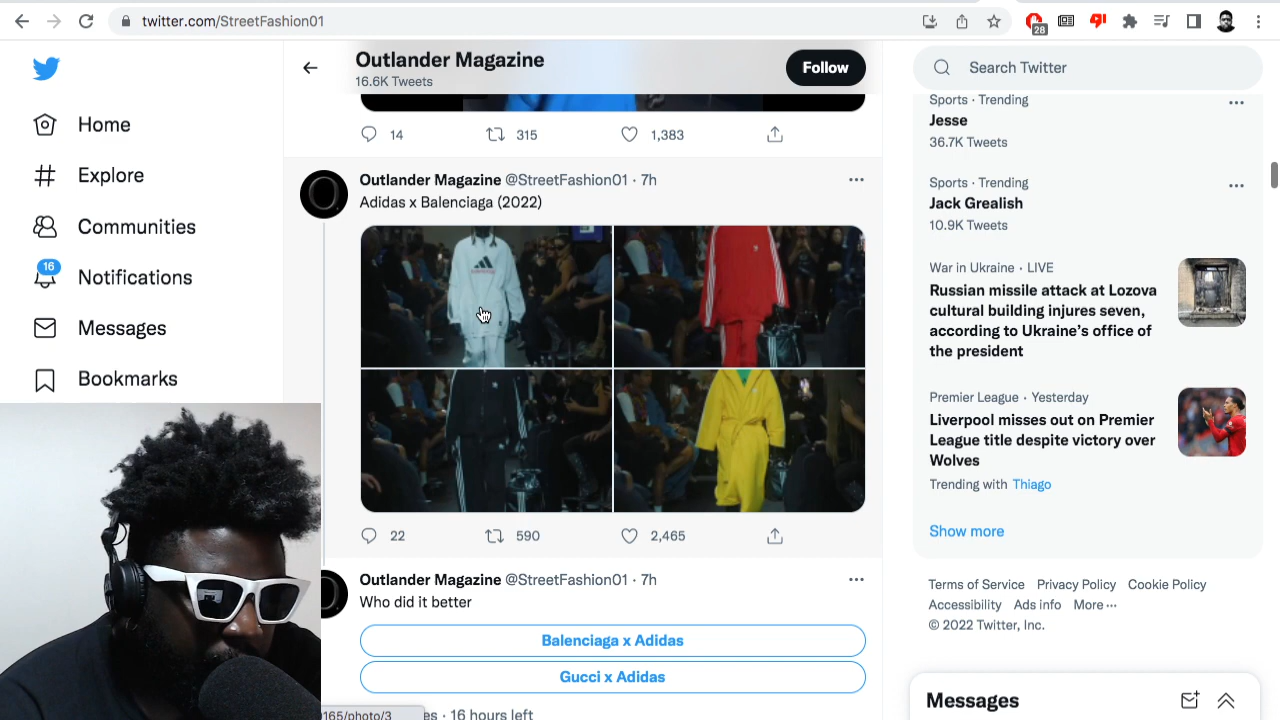 twitter.com/StreetFashion01
28
Outlander Magazine
16.6K Tweets
Follow
Search Twitter
Home
Explore
Communities
16
Notifications
Messages
Bookmarks
14
315
1,383
Outlander Magazine @StreetFashion01 · 7h
Adidas x Balenciaga (2022)
22
590
2,465
Outlander Magazine @StreetFashion01 · 7h
Who did it better
Balenciaga x Adidas
Gucci x Adidas
165/photo/3
es · 16 hours left
Sports · Trending
Jesse
36.7K Tweets
Sports · Trending
Jack Grealish
10.9K Tweets
War in Ukraine · LIVE
Russian missile attack at Lozova
cultural building injures seven,
according to Ukraine’s office of
the president
Premier League · Yesterday
Liverpool misses out on Premier
League title despite victory over
Wolves
Trending with Thiago
Show more
Terms of Service Privacy Policy Cookie Policy
Accessibility Ads info More ···
© 2022 Twitter, Inc.
Messages